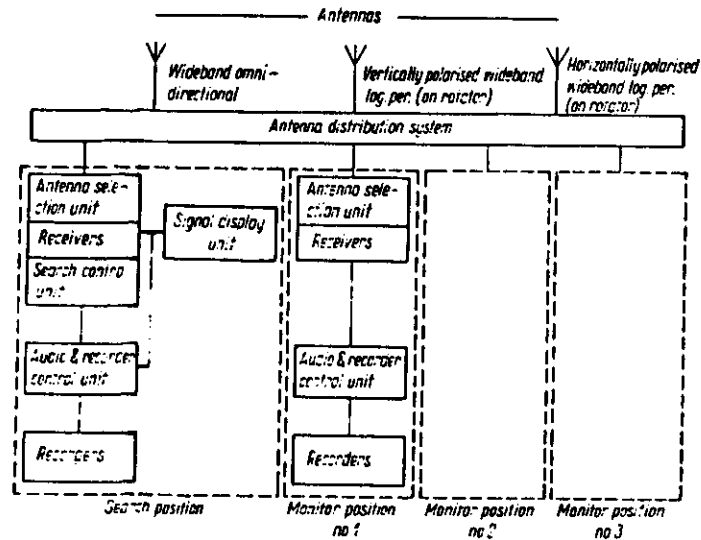 Antennas
Wideband omni-
directional
Vertically polarised wideband
log. per. (on rotator)
Horizontally polarised
wideband log. per.
(on rotator)
Antenna distribution system
Antenna sele-
ction unit
Receivers
Search control
unit
Signal display
unit
Audio & recorder
control unit
Recorders
Search position
Antenna sele-
ction unit
Receivers
Audio & recorder
control unit
Recorders
Monitor position
no 1
Monitor position
no 2
Monitor position
no 3